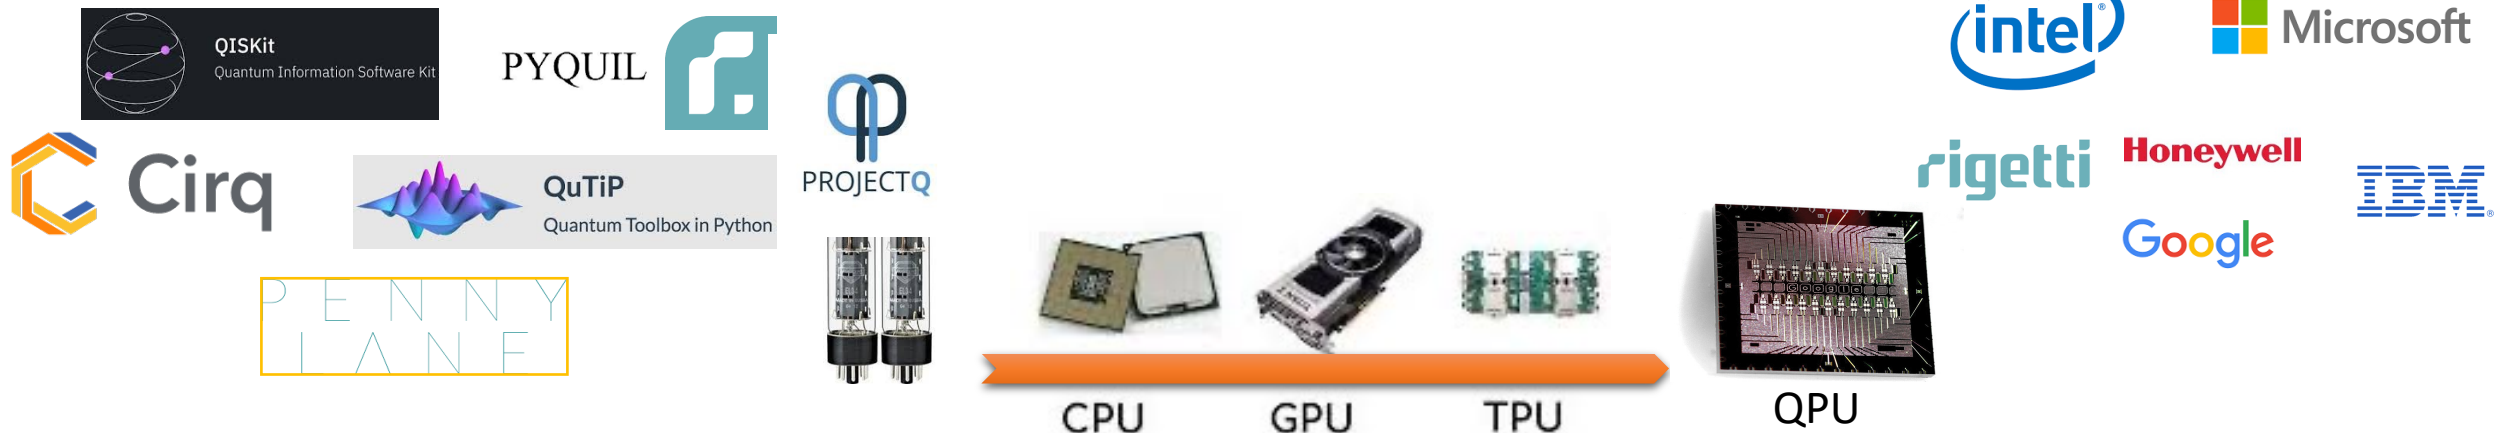 QISKit
Quantum Information Software Kit
PYQUIL
PROJECTQ
Cirq
QuTiP
Quantum Toolbox in Python
PENNY
LANE
CPU
GPU
TPU
Google
QPU
intel®
Microsoft
rigetti
Honeywell
IBM®
Google